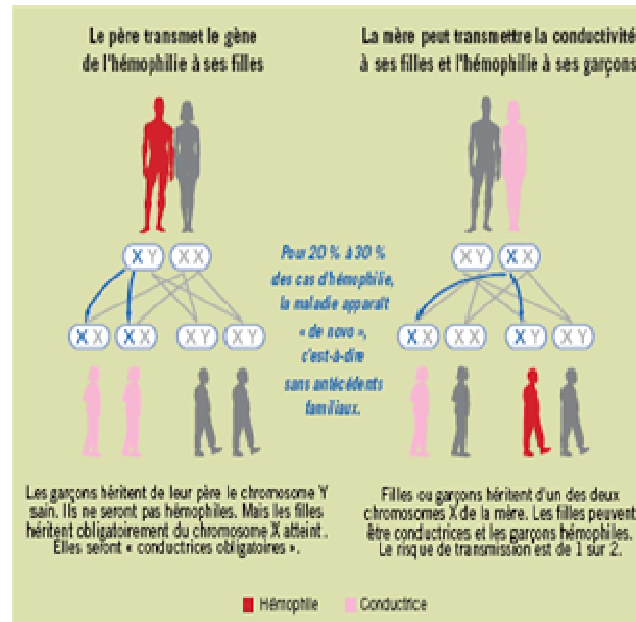 Le père transmet le gène
de l'hémophilie à ses filles
La mère peut transmettre la conductivité
à ses filles et l'hémophilie à ses garçons
XY XX
XY XX
Pour 20 % à 30 %
des cas d'hémophilie,
la maladie apparaît
« de novo »,
c'est-à-dire
sans antécédents
familiaux.
XX XX XY XY
XX XX XY XY
Les garçons héritent de leur père le chromosome Y
sain. Ils ne seront pas hémophiles. Mais les filles
héritent obligatoirement du chromosome X atteint.
Elles seront « conductrices obligatoires ».
Filles ou garçons héritent d'un des deux
chromosomes X de la mère. Les filles peuvent
être conductrices et les garçons hémophiles.
Le risque de transmission est de 1 sur 2.
Hémophile
Conductrice